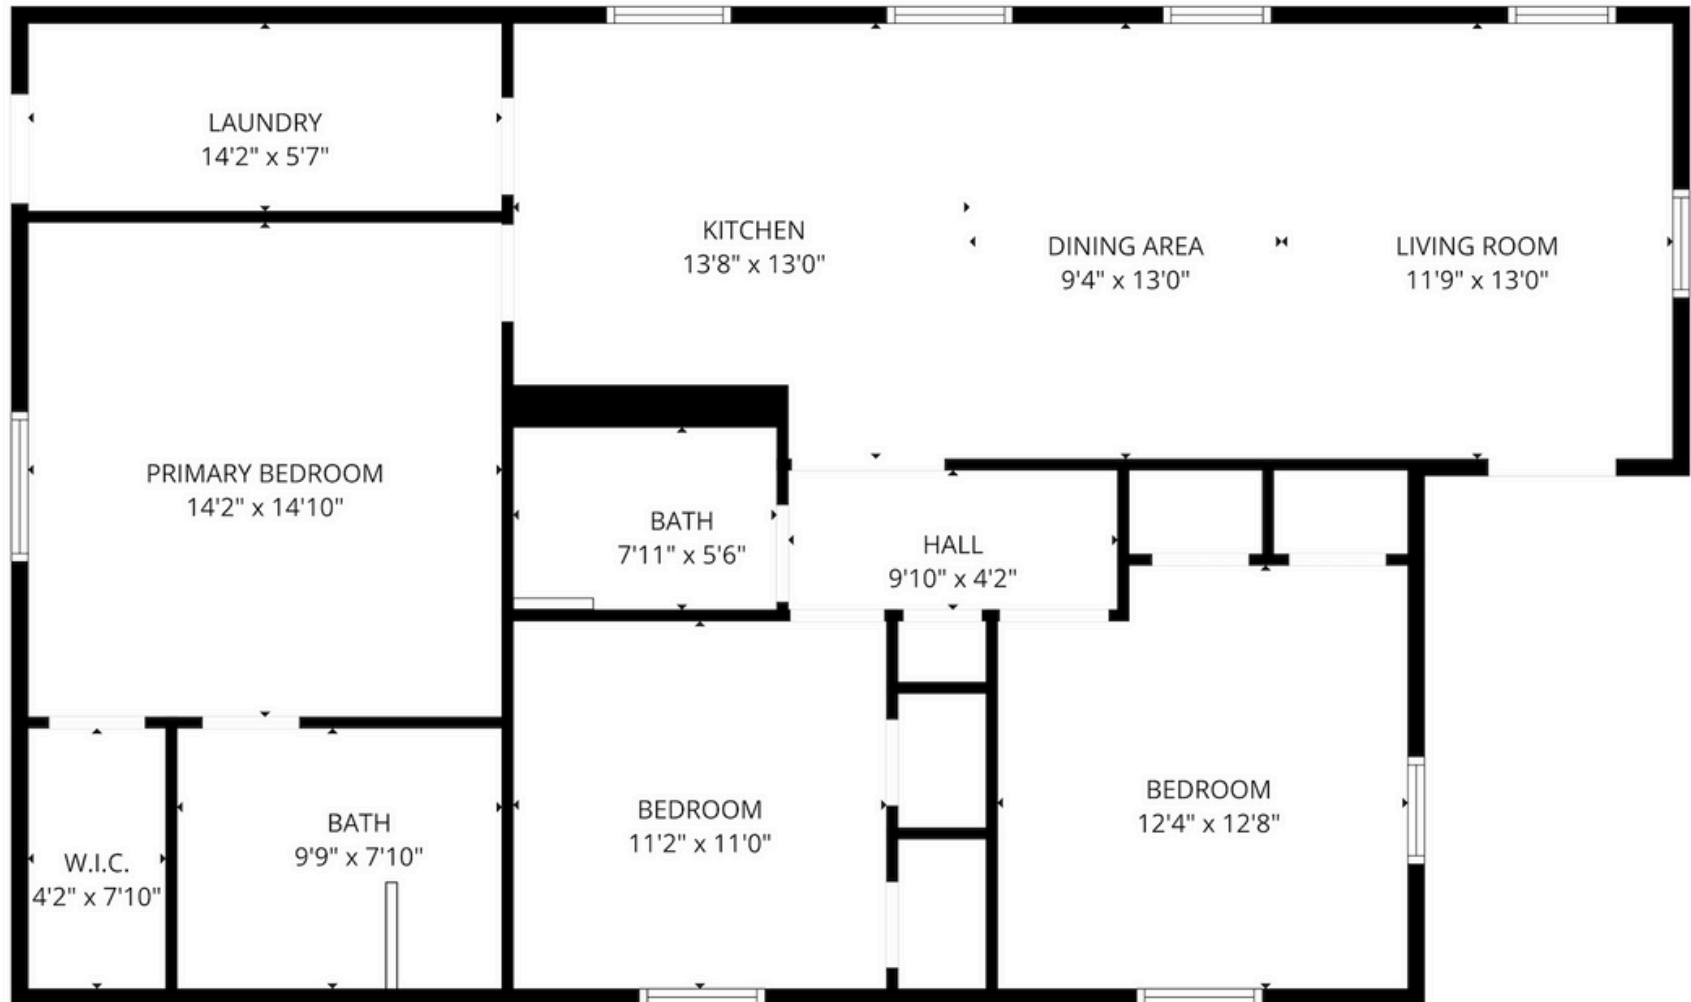 LAUNDRY
14'2" x 5'7"
KITCHEN
13'8" x 13'0"
DINING AREA
9'4" x 13'0"
LIVING ROOM
11'9" x 13'0"
PRIMARY BEDROOM
14'2" x 14'10"
BATH
7'11" x 5'6"
HALL
9'10" x 4'2"
W.I.C.
4'2" x 7'10"
BATH
9'9" x 7'10"
BEDROOM
11'2" x 11'0"
BEDROOM
12'4" x 12'8"